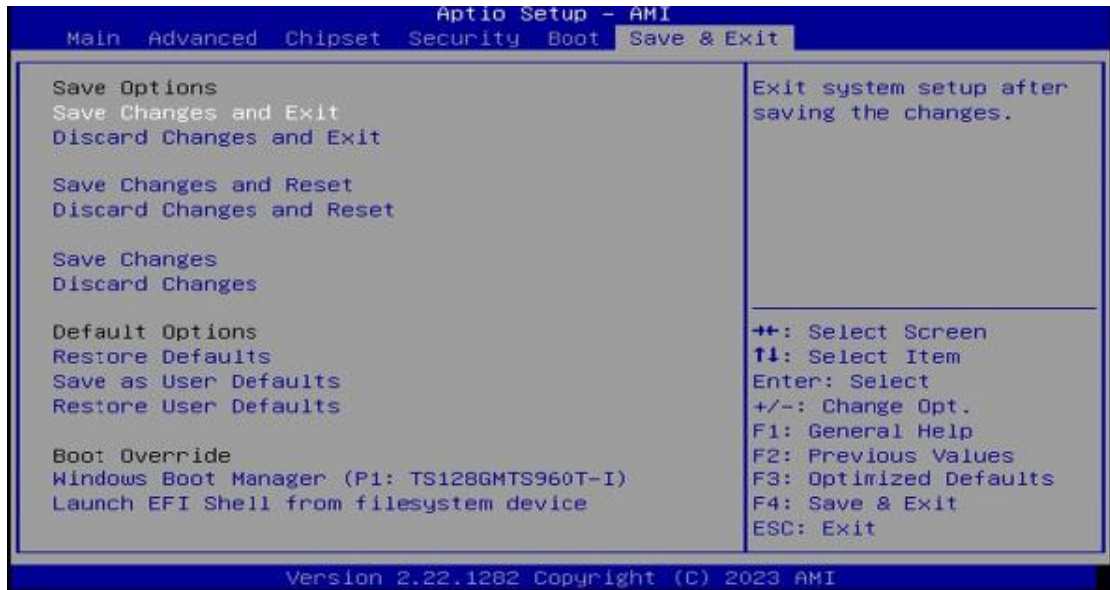 Aptio Setup – AMI
Main Advanced Chipset Security Boot Save & Exit
Save Options
Save Changes and Exit
Discard Changes and Exit
Save Changes and Reset
Discard Changes and Reset
Save Changes
Discard Changes
Default Options
Restore Defaults
Save as User Defaults
Restore User Defaults
Boot Override
Windows Boot Manager (P1: TS128GMTS960T-I)
Launch EFI Shell from filesystem device
Exit system setup after
saving the changes.
→←: Select Screen
↑↓: Select Item
Enter: Select
+/-: Change Opt.
F1: General Help
F2: Previous Values
F3: Optimized Defaults
F4: Save & Exit
ESC: Exit
Version 2.22.1282 Copyright (C) 2023 AMI